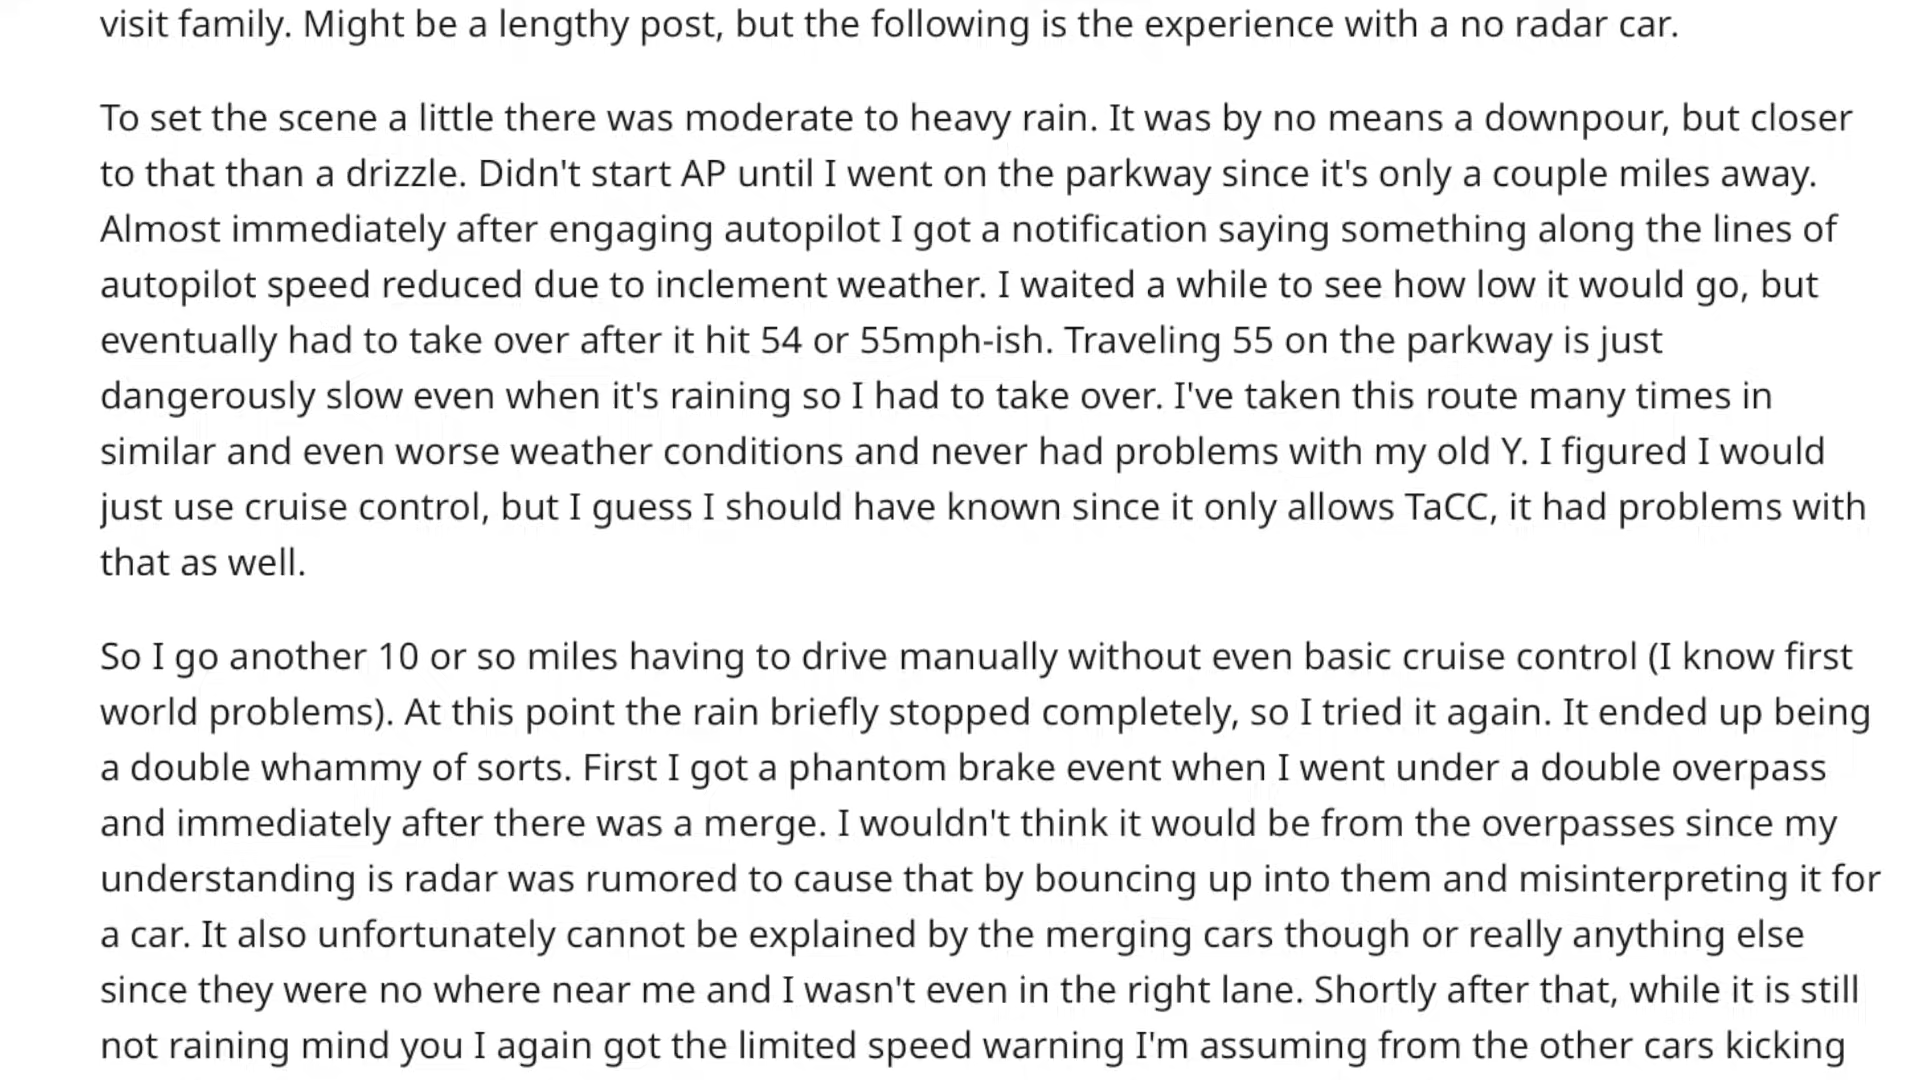 visit family. Might be a lengthy post, but the following is the experience with a no radar car.
To set the scene a little there was moderate to heavy rain. It was by no means a downpour, but closer
to that than a drizzle. Didn't start AP until I went on the parkway since it's only a couple miles away.
Almost immediately after engaging autopilot I got a notification saying something along the lines of
autopilot speed reduced due to inclement weather. I waited a while to see how low it would go, but
eventually had to take over after it hit 54 or 55mph-ish. Traveling 55 on the parkway is just
dangerously slow even when it's raining so I had to take over. I've taken this route many times in
similar and even worse weather conditions and never had problems with my old Y. I figured I would
just use cruise control, but I guess I should have known since it only allows TaCC, it had problems with
that as well.
So I go another 10 or so miles having to drive manually without even basic cruise control (I know first
world problems). At this point the rain briefly stopped completely, so I tried it again. It ended up being
a double whammy of sorts. First I got a phantom brake event when I went under a double overpass
and immediately after there was a merge. I wouldn't think it would be from the overpasses since my
understanding is radar was rumored to cause that by bouncing up into them and misinterpreting it for
a car. It also unfortunately cannot be explained by the merging cars though or really anything else
since they were no where near me and I wasn't even in the right lane. Shortly after that, while it is still
not raining mind you I again got the limited speed warning I'm assuming from the other cars kicking